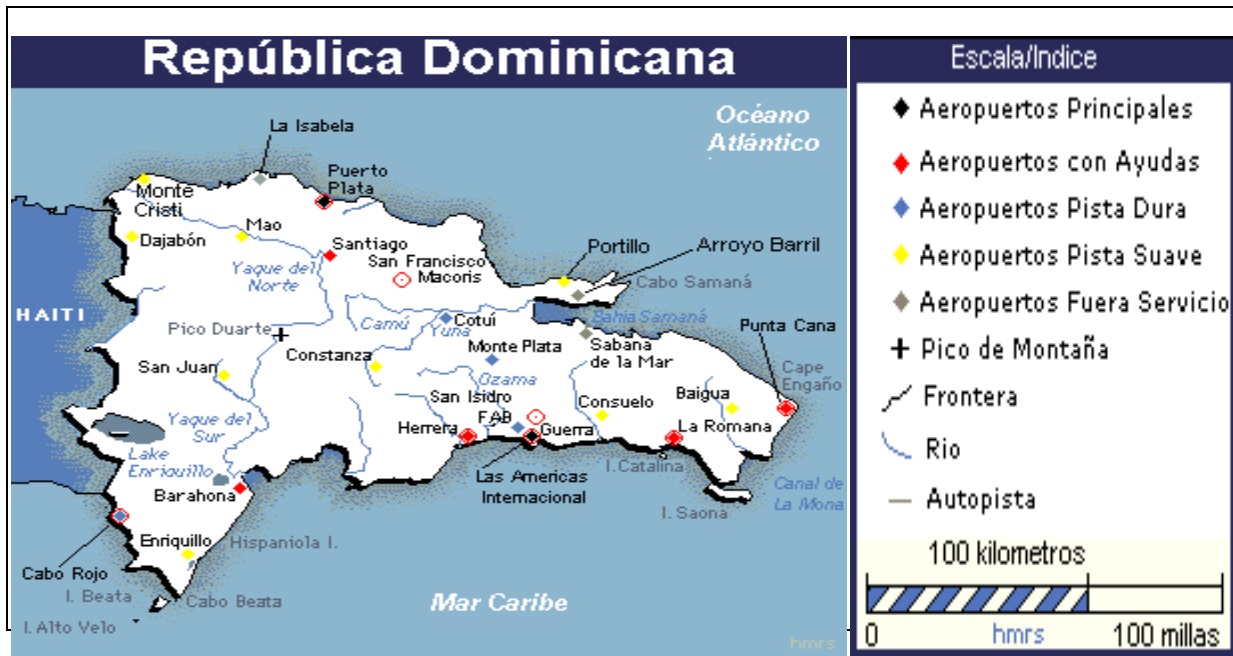 República Dominicana
Océano
Atlántico
La Isabela
Puerto
Plata
Monte
Cristi
Dajabón
Mao
Santiago
San Francisco
Macoris
Portillo
Arroyo Barril
Cabo Samaná
Yaque del
Norte
HAITI
Pico Duarte
Camú
Yuna
Cotuí
Bahia Samaná
Punta Cana
Constanza
Monte Plata
Sabana
de la Mar
Cape
Engaño
San Juan
Ozama
San Isidro
FAB
Consuelo
Baigua
Yaque del
Sur
Herrera
Guerra
La Romana
Lake
Enriquillo
I. Catalina
Las Americas
Internacional
Barahona
Canal de
La Mona
I. Saona
Enriquillo
Hispaniola I.
Cabo Rojo
I. Beata
Cabo Beata
Mar Caribe
I. Alto Velo
hmrs
Escala/Indice
Aeropuertos Principales
Aeropuertos con Ayudas
Aeropuertos Pista Dura
Aeropuertos Pista Suave
Aeropuertos Fuera Servicio
Pico de Montaña
Frontera
Rio
Autopista
100 kilometros
0 hmrs 100 millas